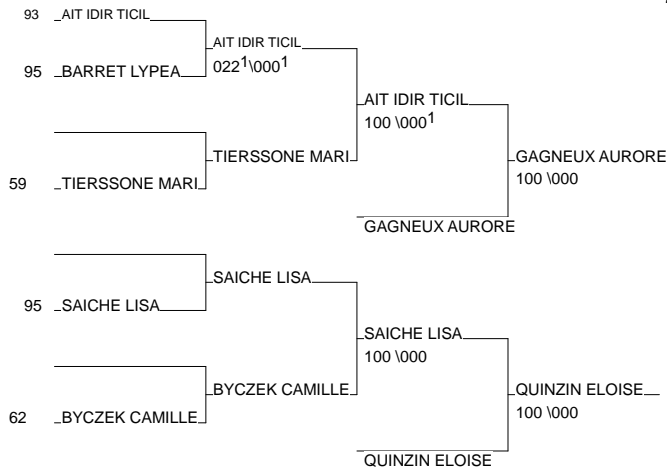 93 AIT IDIR TICIL
AIT IDIR TICIL
022¹\000¹
95 BARRET LYPEA
AIT IDIR TICIL
100 \000¹
TIERSSONE MARI
59 TIERSSONE MARI
GAGNEUX AURORE
100 \000
GAGNEUX AURORE
SAICHE LISA
95 SAICHE LISA
SAICHE LISA
100 \000
BYCZEK CAMILLE
62 BYCZEK CAMILLE
QUINZIN ELOISE
100 \000
QUINZIN ELOISE